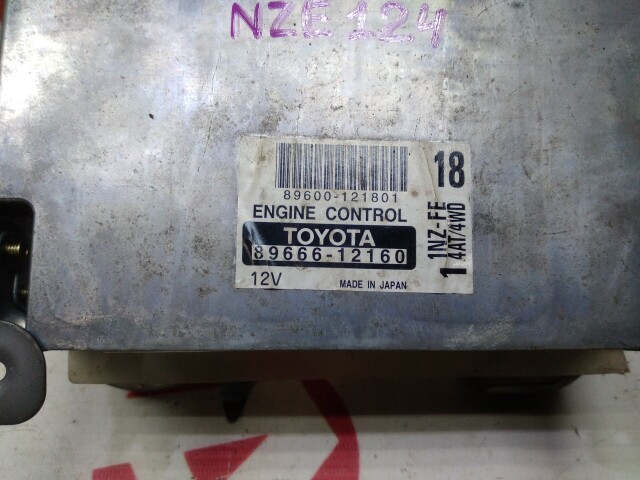 NZE124
89600-121801
ENGINE CONTROL
TOYOTA
89666-12160
12V MADE IN JAPAN
18
1NZ-FE
1 4AT/4WD